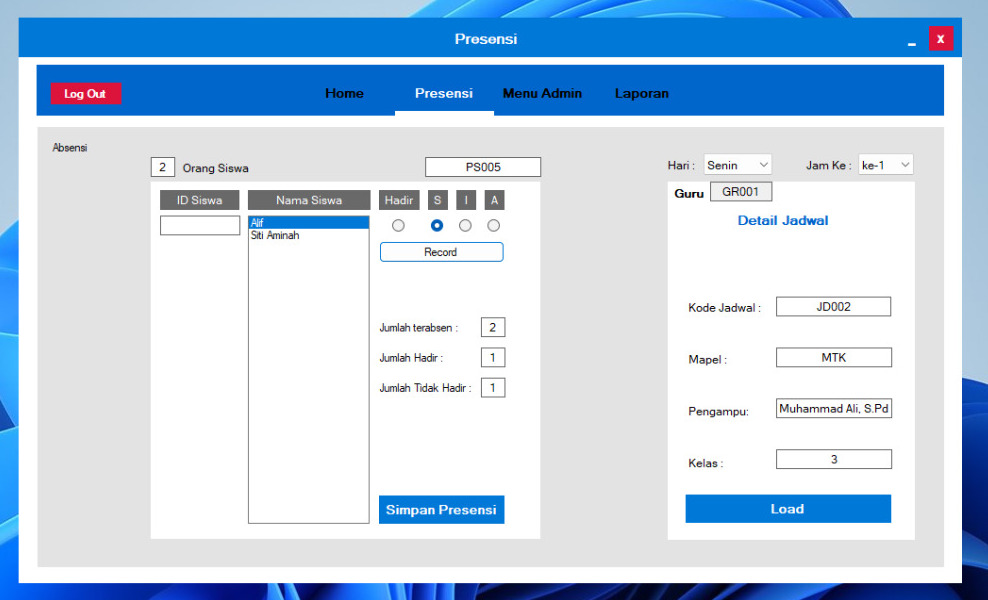 Presensi
x
Log Out
Home
Presensi
Menu Admin
Laporan
Absensi
2 Orang Siswa
PS005
ID Siswa
Nama Siswa
Hadir
S
I
A
Alif
Siti Aminah
Record
Jumlah terabsen : 2
Jumlah Hadir : 1
Jumlah Tidak Hadir : 1
Simpan Presensi
Hari : Senin
Jam Ke : ke-1
Guru GR001
Detail Jadwal
Kode Jadwal : JD002
Mapel : MTK
Pengampu: Muhammad Ali, S.Pd
Kelas : 3
Load